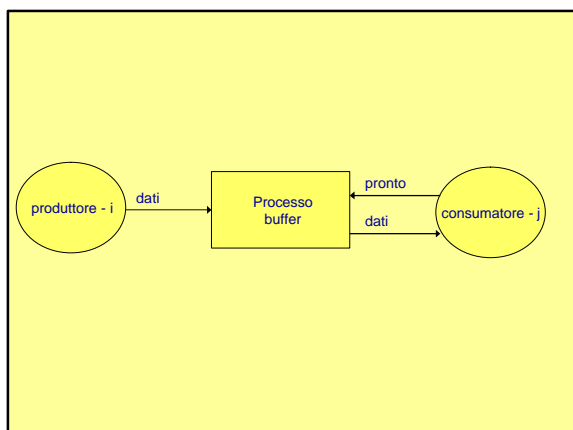 produttore - i
dati
Processo
buffer
pronto
dati
consumatore - j